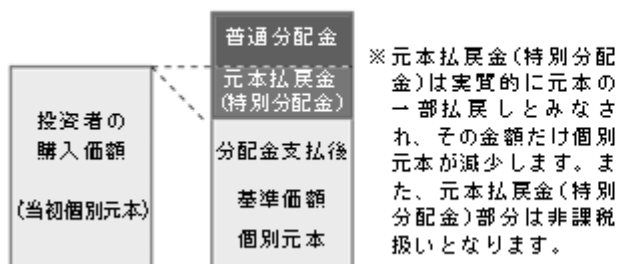 投資者の
購入価額
(当初個別元本)
普通分配金
元本払戻金
(特別分配金)
分配金支払後
基準価額
個別元本
※元本払戻金(特別分配
金)は実質的に元本の
一部払戻しとみなさ
れ、その金額だけ個別
元本が減少します。ま
た、元本払戻金(特別
分配金)部分は非課税
扱いとなります。